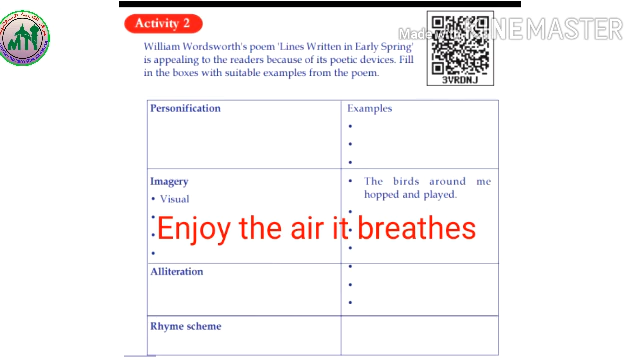 Activity 2
Made with KINEMASTER
William Wordsworth's poem 'Lines Written in Early Spring'
is appealing to the readers because of its poetic devices. Fill
in the boxes with suitable examples from the poem.
3VRDNJ
Personification
Examples
•
•
•
Imagery
• Visual
•
•
•
• The birds around me
hopped and played.
•
•
•
Enjoy the air it breathes
Alliteration
•
•
•
Rhyme scheme